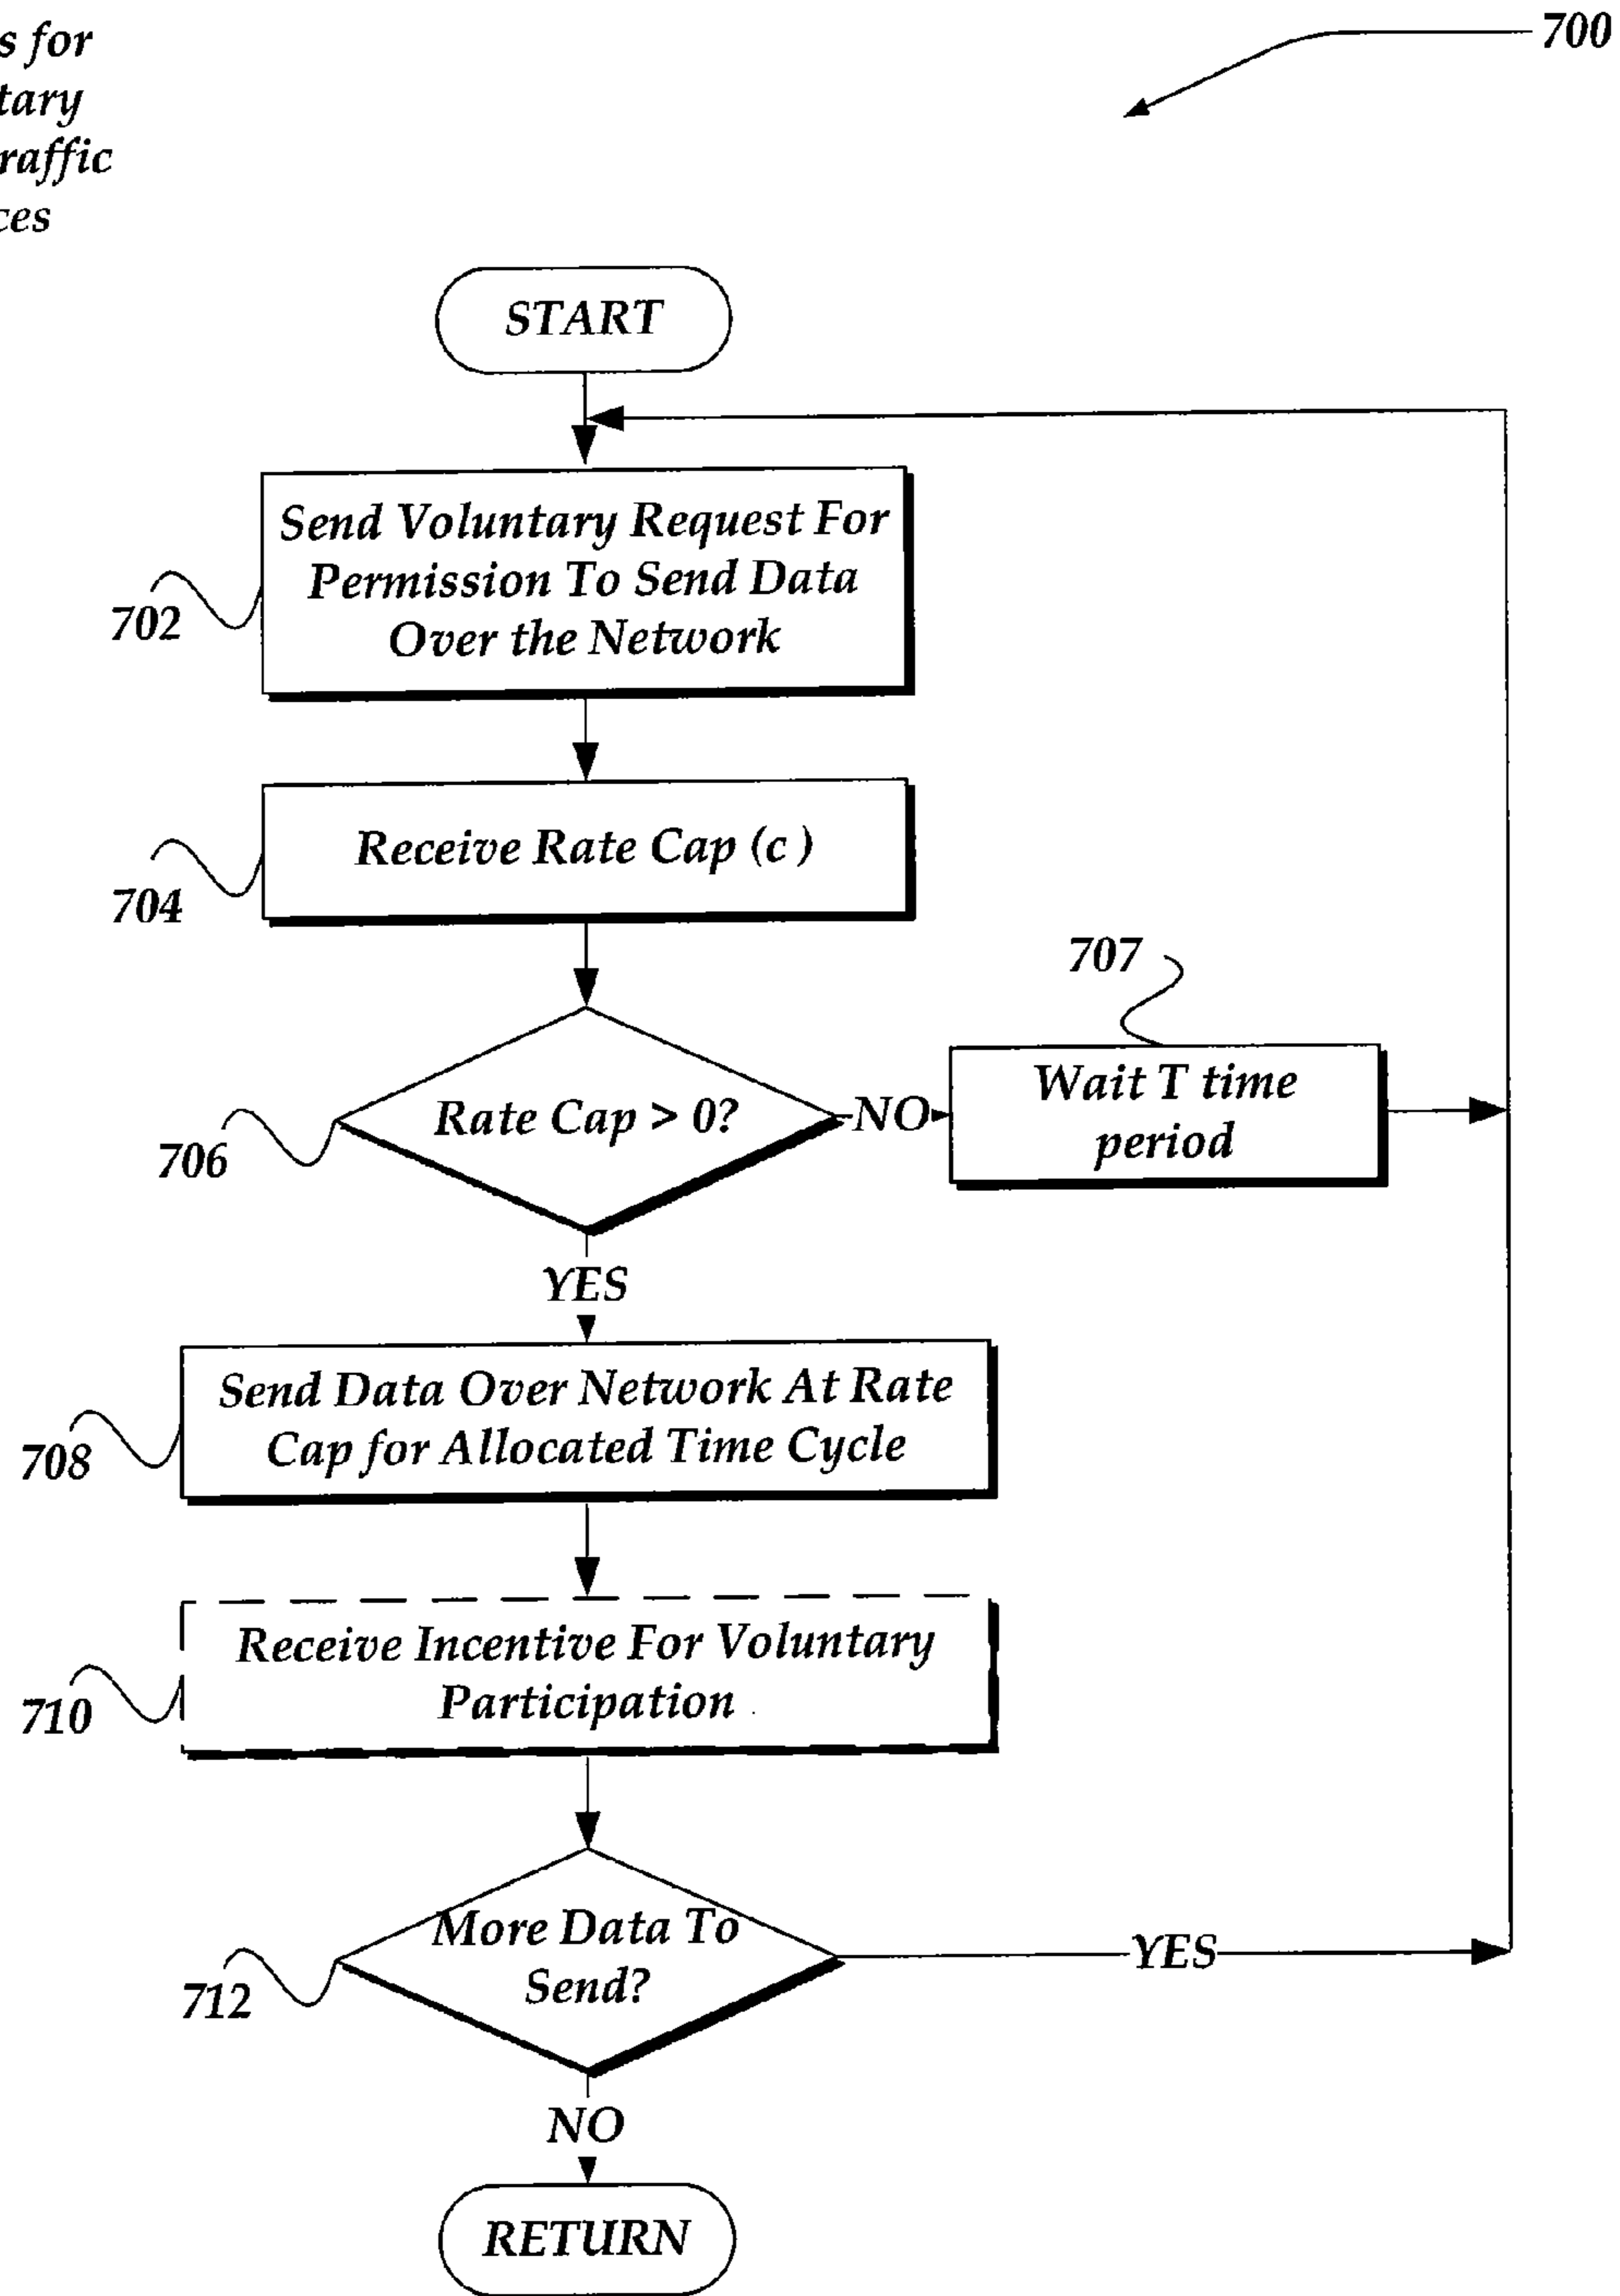 s for
tary
raffic
ces
700
START
Send Voluntary Request For
Permission To Send Data
Over the Network
702
Receive Rate Cap (c )
704
707
Rate Cap > 0?
NO
Wait T time
period
706
YES
Send Data Over Network At Rate
Cap for Allocated Time Cycle
708
Receive Incentive For Voluntary
Participation
710
More Data To
Send?
YES
712
NO
RETURN